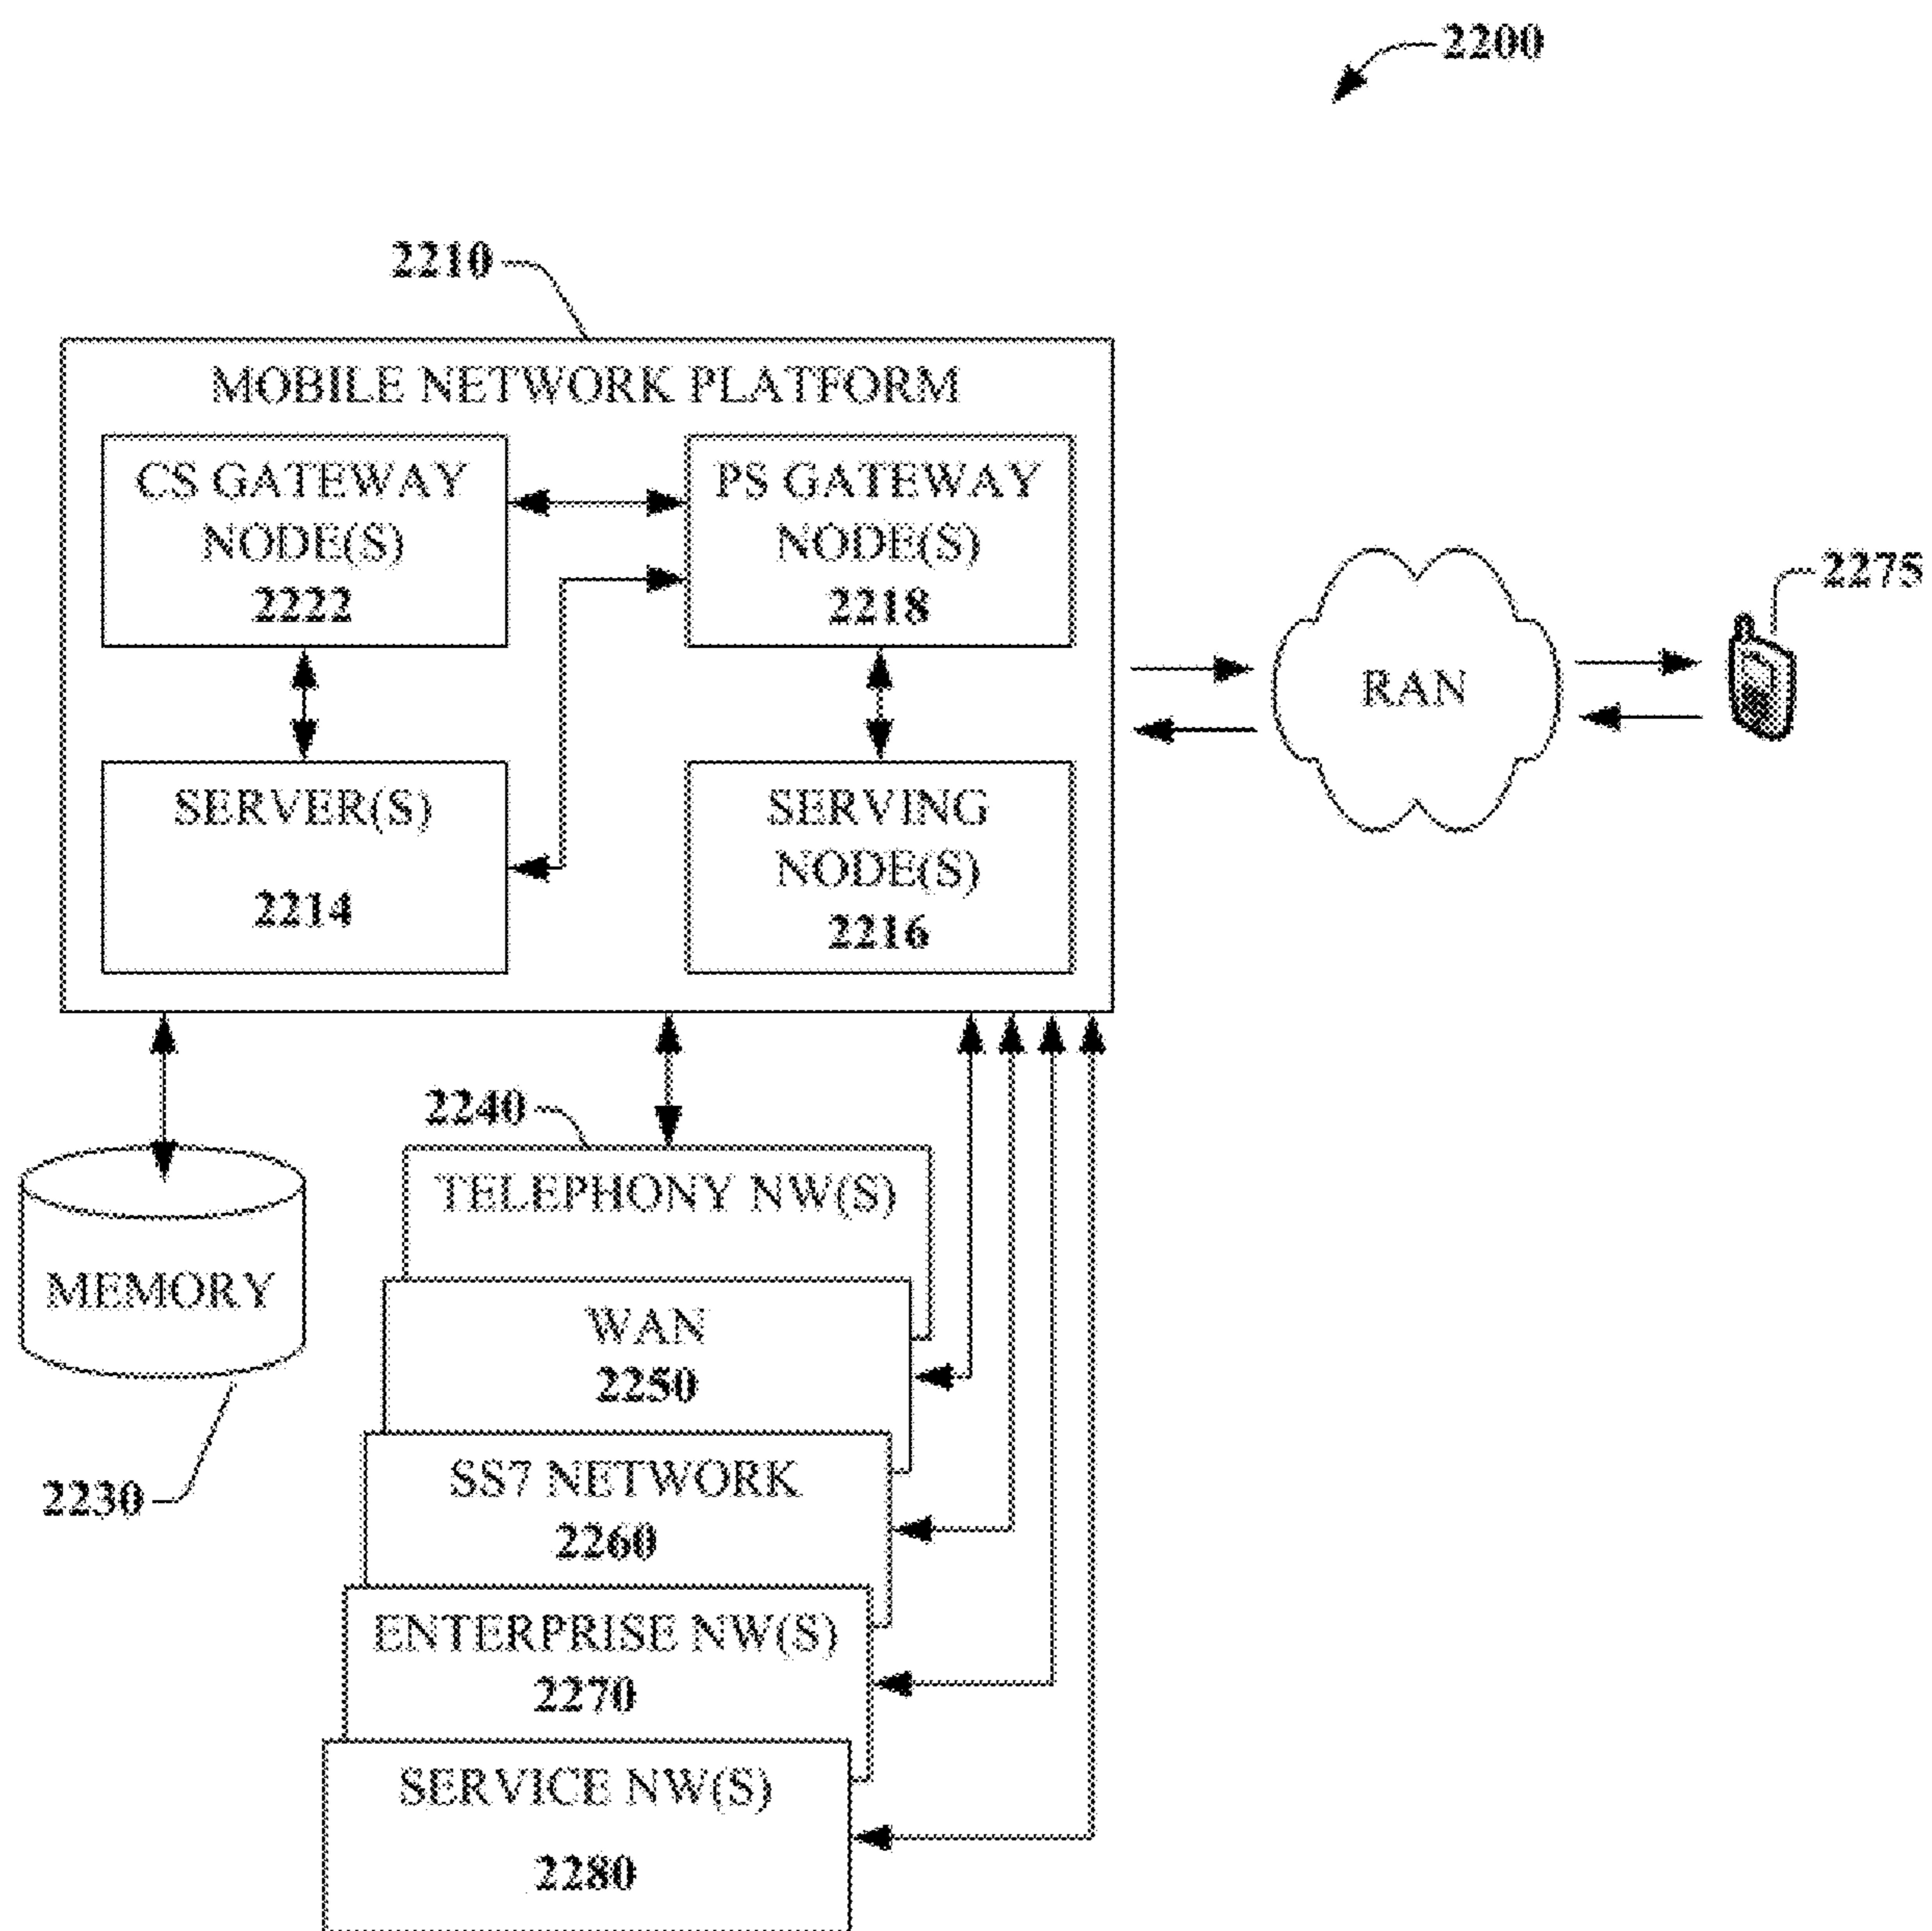 2200
2210
MOBILE NETWORK PLATFORM
CS GATEWAY
NODE(S)
2222
PS GATEWAY
NODE(S)
2218
SERVER(S)
2214
SERVING
NODE(S)
2216
RAN
2275
2240
TELEPHONY NW(S)
MEMORY
2230
WAN
2250
SS7 NETWORK
2260
ENTERPRISE NW(S)
2270
SERVICE NW(S)
2280